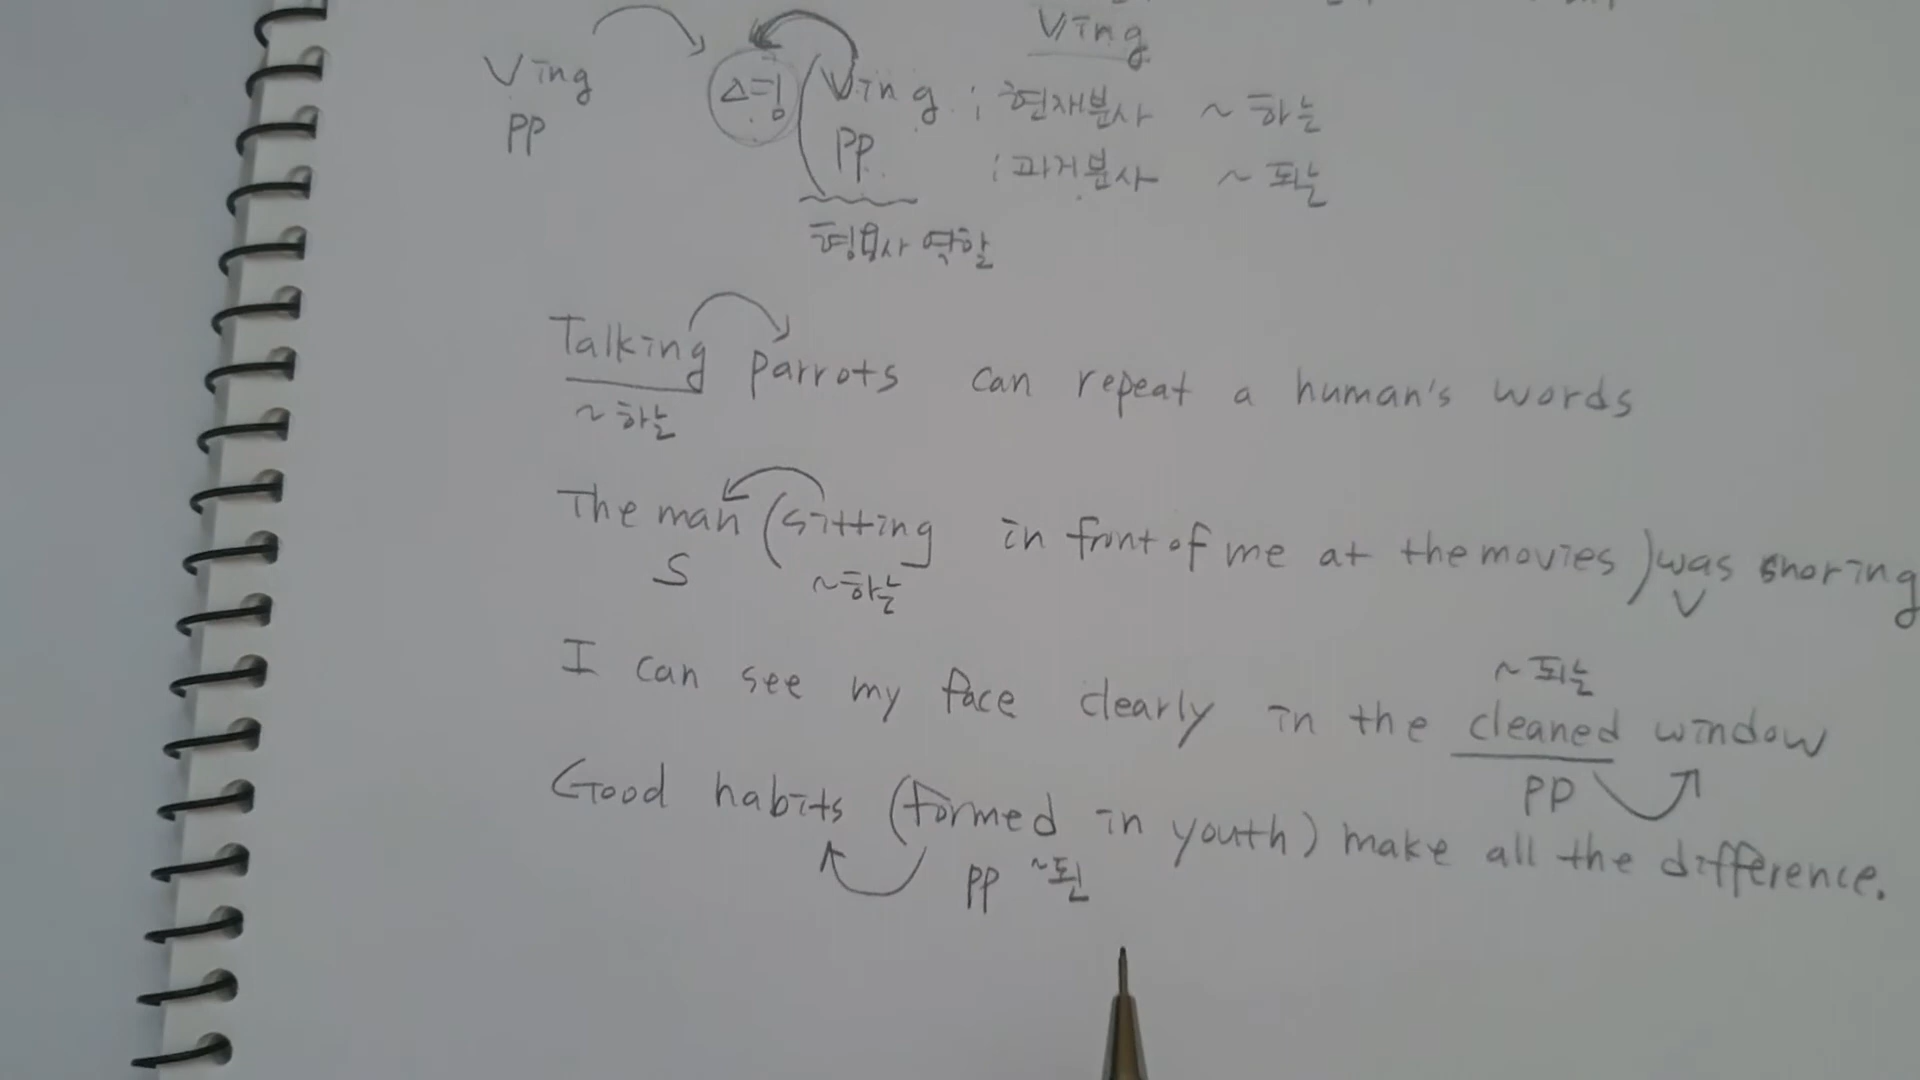 Ving
Ving 스킹 (Ving ; 현재분사 ~하는
PP PP ; 과거분사 ~되는
형용사 역할
Talking parrots can repeat a human's words
~하는
The man (sitting in front of me at the movies) was snoring
S ~하는 V
~되는
I can see my face clearly in the cleaned window
PP
Good habits (formed in youth) make all the difference.
PP ~된